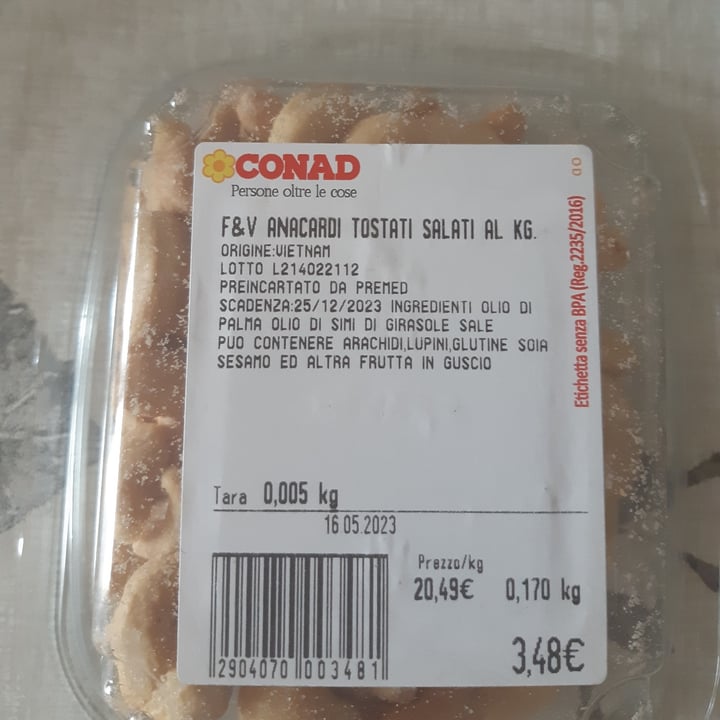 CONAD
Persone oltre le cose
F&V ANACARDI TOSTATI SALATI AL KG.
ORIGINE:VIETNAM
LOTTO L214022112
PREINCARTATO DA PREMED
SCADENZA:25/12/2023 INGREDIENTI OLIO DI
PALMA OLIO DI SIMI DI GIRASOLE SALE
PUO CONTENERE ARACHIDI,LUPINI,GLUTINE SOIA
SESAMO ED ALTRA FRUTTA IN GUSCIO
Etichetta senza BPA (Reg.2235/2016)
Tara 0,005 kg
16.05.2023
Prezzo/kg
20,49€ 0,170 kg
3,48€
2904070 003481